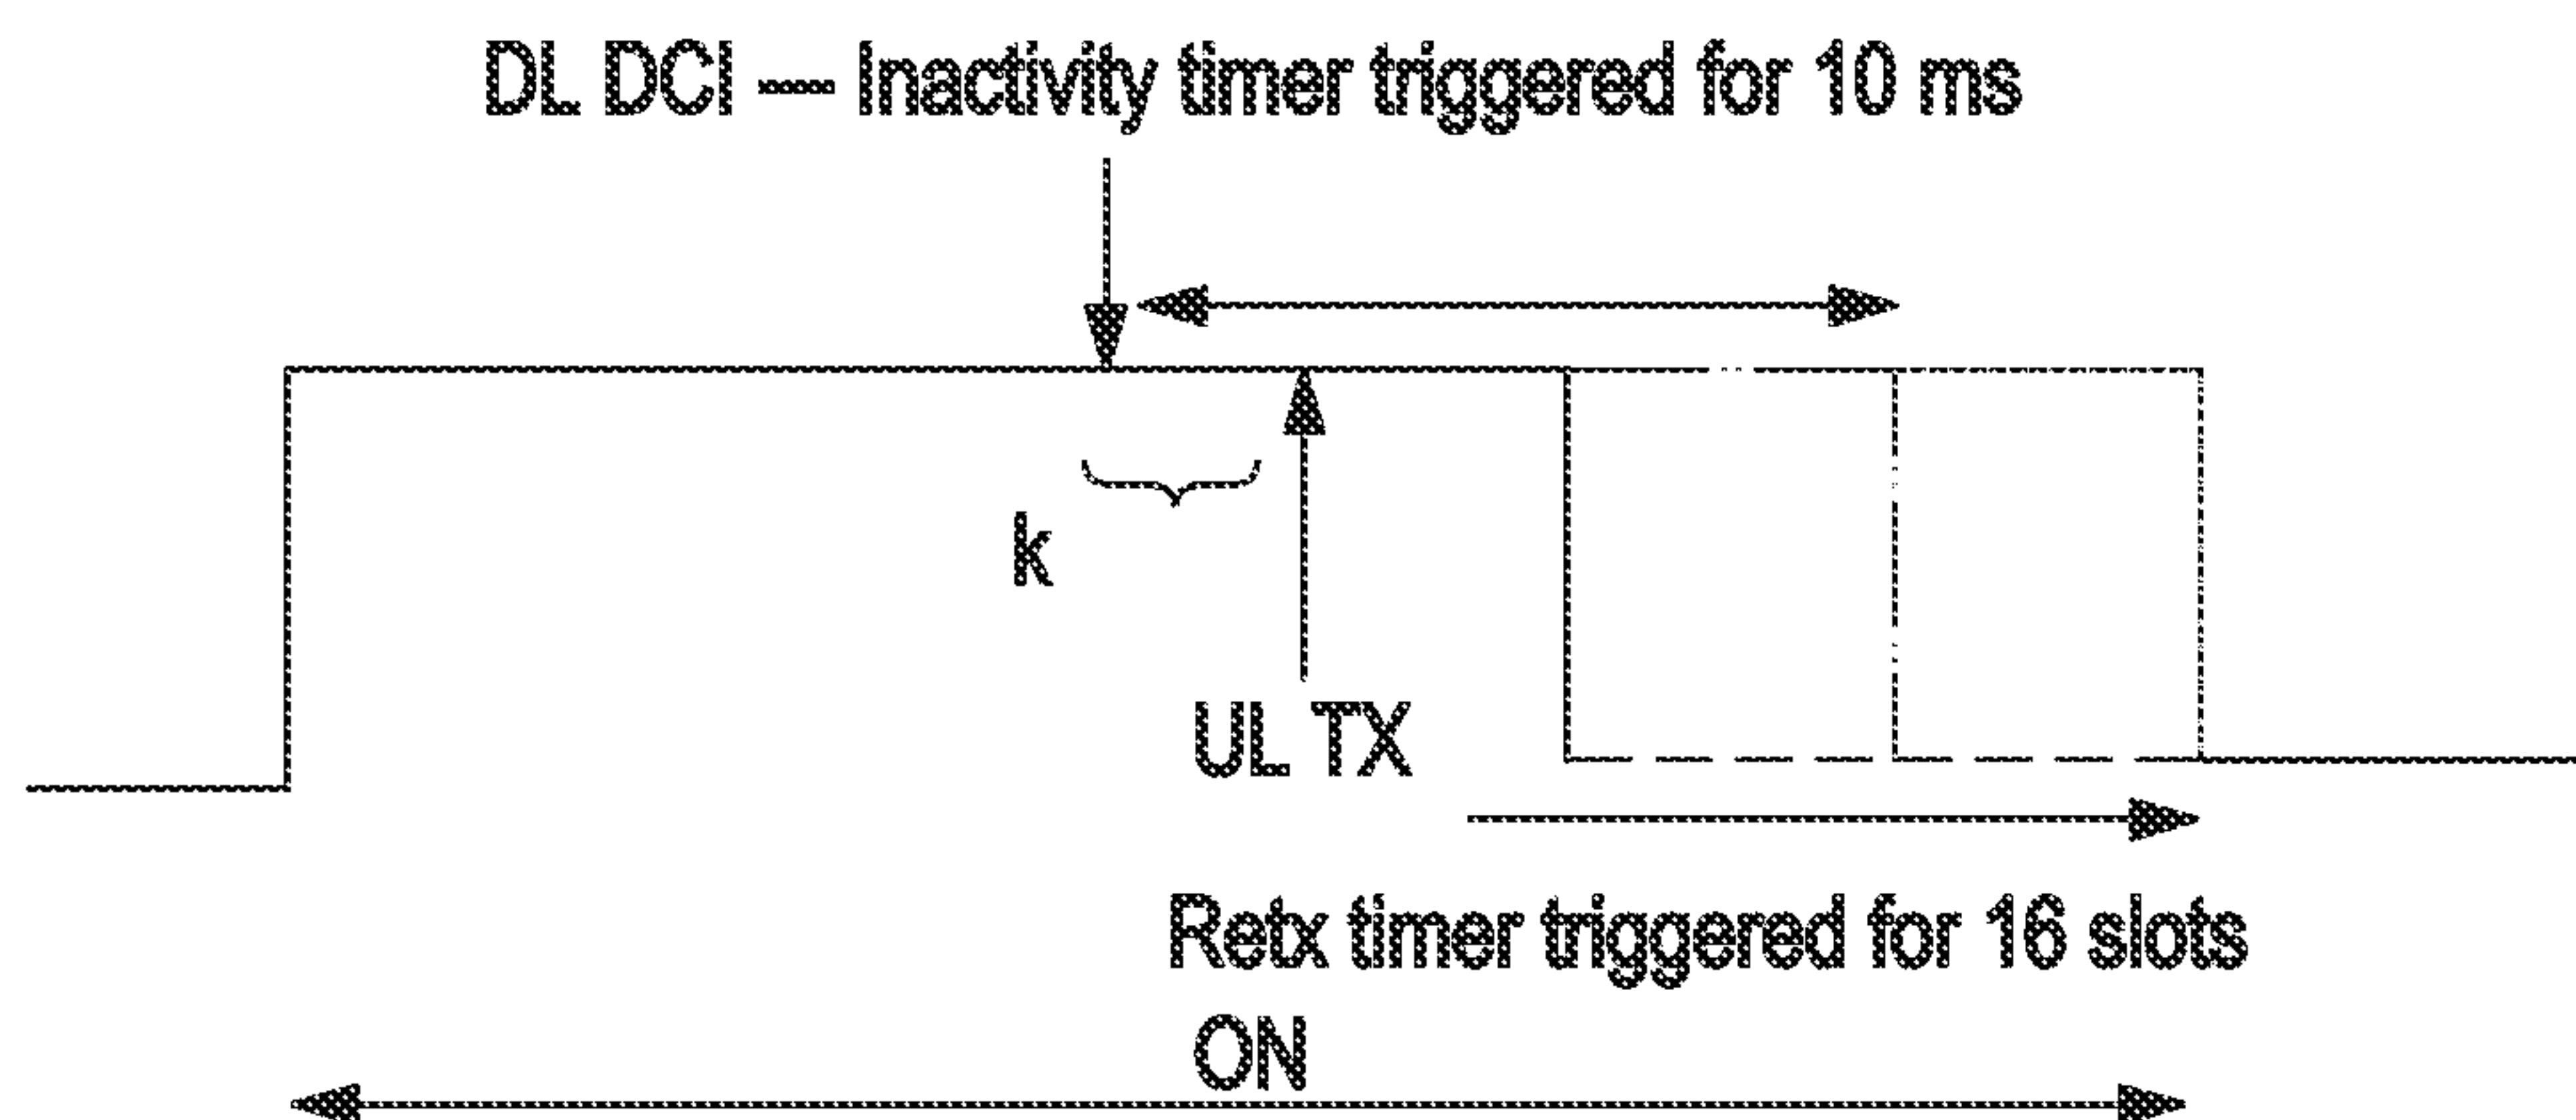 DL DCI — Inactivity timer triggered for 10 ms
k
UL TX
Retx timer triggered for 16 slots
ON